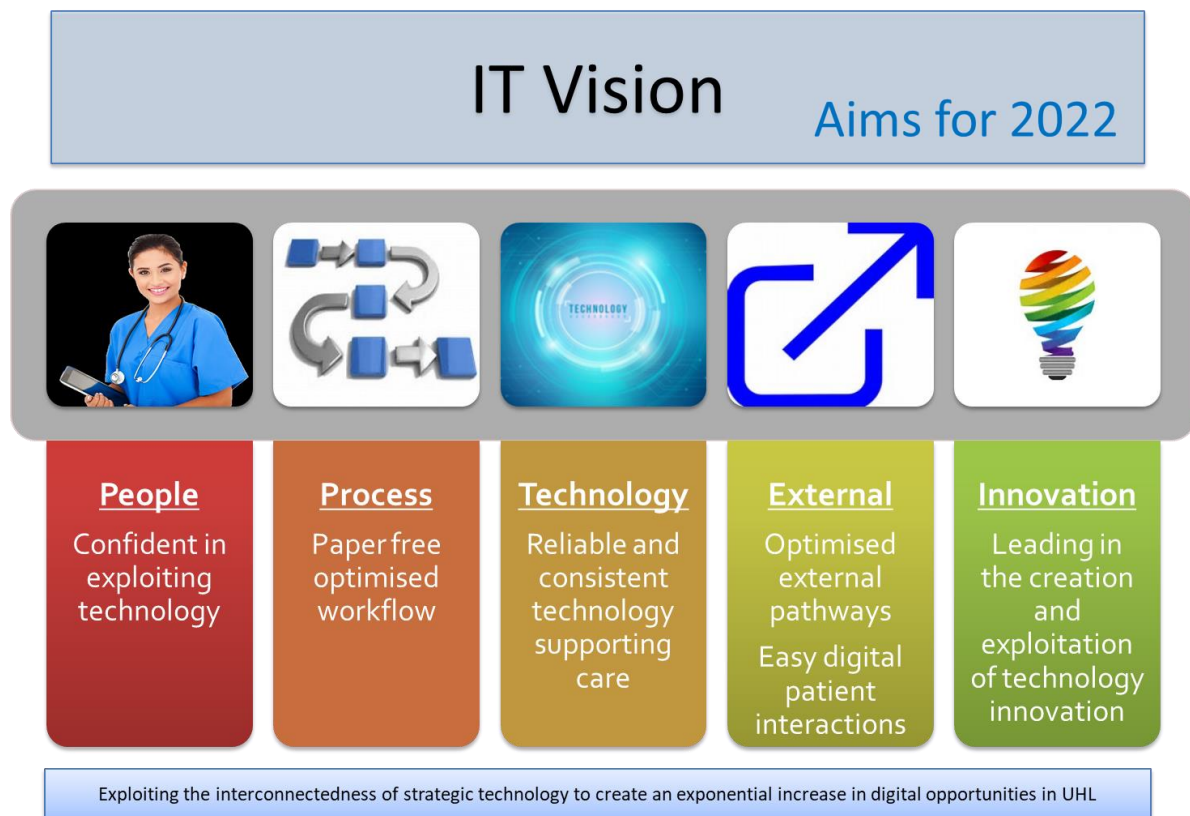 IT Vision
Aims for 2022
TECHNOLOGY
People
Confident in
exploiting
technology
Process
Paper free
optimised
workflow
Technology
Reliable and
consistent
technology
supporting
care
External
Optimised
external
pathways
Easy digital
patient
interactions
Innovation
Leading in
the creation
and
exploitation
of technology
innovation
Exploiting the interconnectedness of strategic technology to create an exponential increase in digital opportunities in UHL